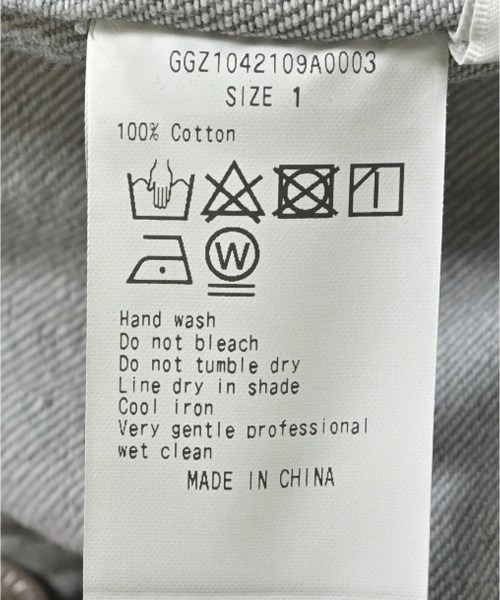 GGZ1042109A0003
SIZE 1
100% Cotton
W
Hand wash
Do not bleach
Do not tumble dry
Line dry in shade
Cool iron
Very gentle professional
wet clean
MADE IN CHINA